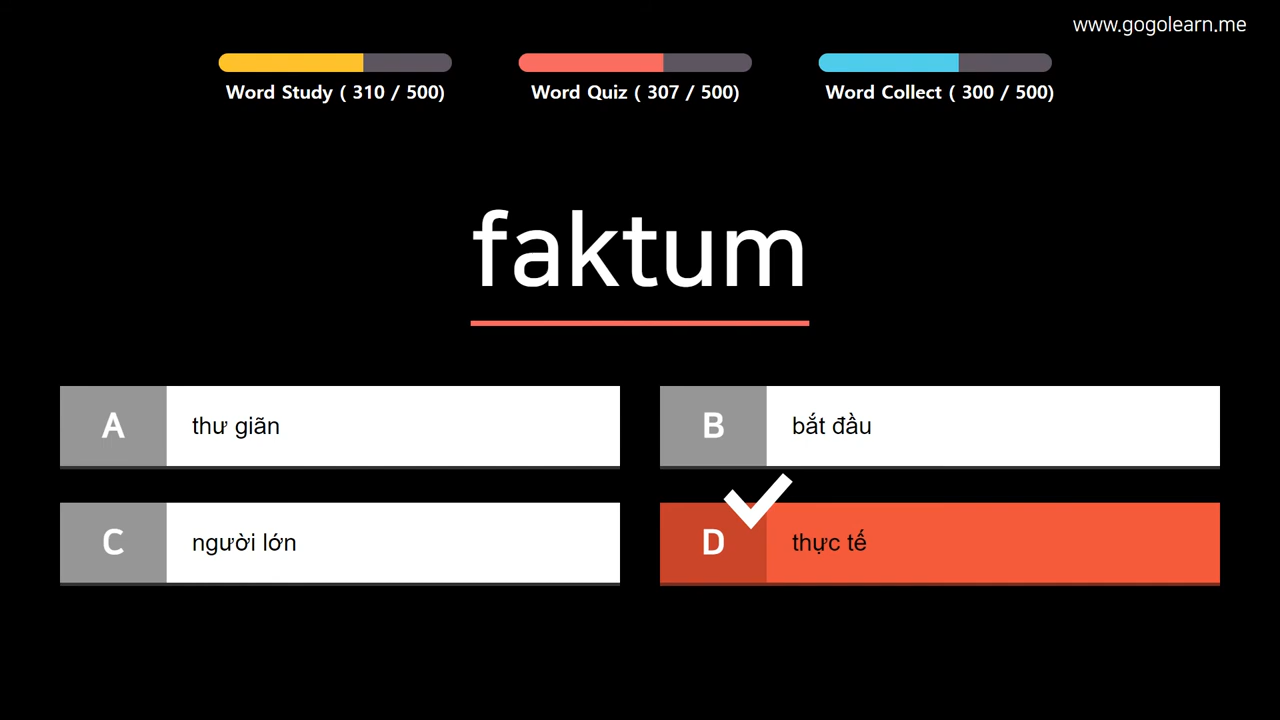 www.gogolearn.me
Word Study ( 310 / 500)
Word Quiz ( 307 / 500)
Word Collect ( 300 / 500)
faktum
A
thư giãn
B
bắt đầu
C
người lớn
D
thực tế